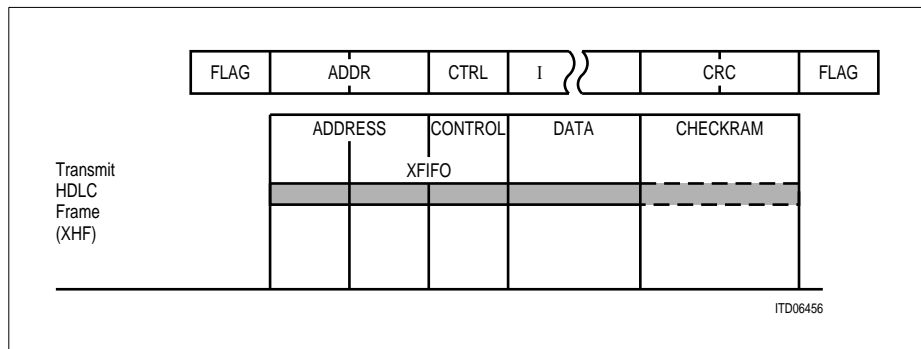 FLAG ADDR CTRL I CRC FLAG
ADDRESS CONTROL DATA CHECKRAM
XFIFO
Transmit
HDLC
Frame
(XHF)
ITD06456